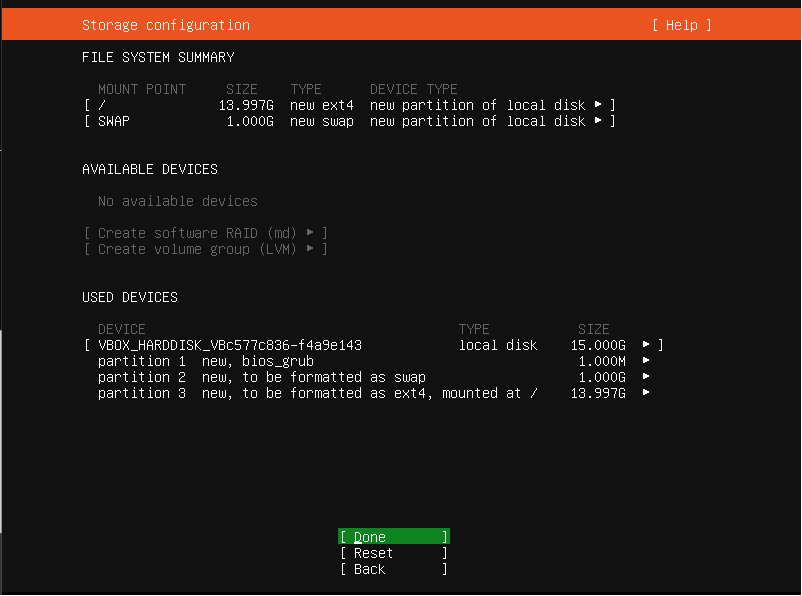 Storage configuration [ Help ]
FILE SYSTEM SUMMARY
MOUNT POINT SIZE TYPE DEVICE TYPE
[ / 13.997G new ext4 new partition of local disk ▸ ]
[ SWAP 1.000G new swap new partition of local disk ▸ ]
AVAILABLE DEVICES
No available devices
[ Create software RAID (md) ▸ ]
[ Create volume group (LVM) ▸ ]
USED DEVICES
DEVICE TYPE SIZE
[ VBOX_HARDDISK_VBc577c836-f4a9e143 local disk 15.000G ▸ ]
partition 1 new, bios_grub 1.000M ▸
partition 2 new, to be formatted as swap 1.000G ▸
partition 3 new, to be formatted as ext4, mounted at / 13.997G ▸
[ Done ]
[ Reset ]
[ Back ]